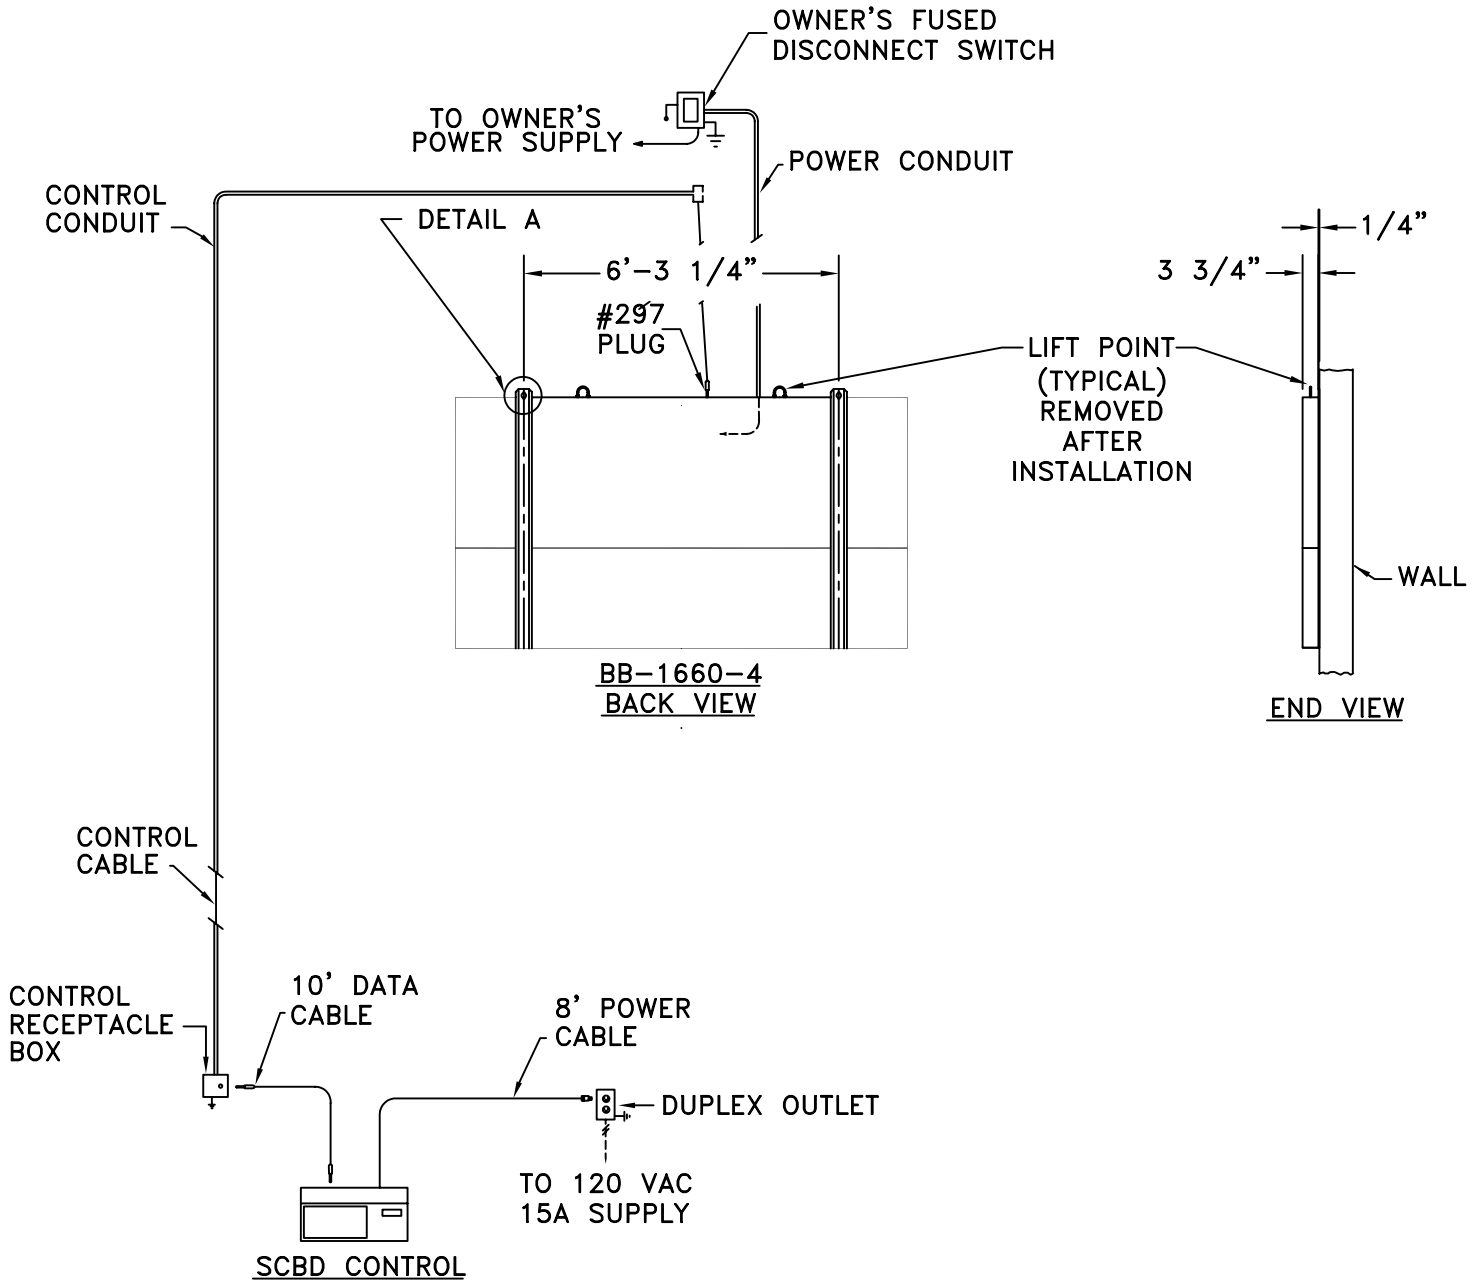 OWNER'S FUSED
DISCONNECT SWITCH
TO OWNER'S
POWER SUPPLY
POWER CONDUIT
CONTROL
CONDUIT
DETAIL A
1/4"
6'-3 1/4"
3 3/4"
#297
PLUG
LIFT POINT
(TYPICAL)
REMOVED
AFTER
INSTALLATION
WALL
BB-1660-4
BACK VIEW
END VIEW
CONTROL
CABLE
10' DATA
CABLE
CONTROL
RECEPTACLE
BOX
8' POWER
CABLE
DUPLEX OUTLET
TO 120 VAC
15A SUPPLY
SCBD CONTROL